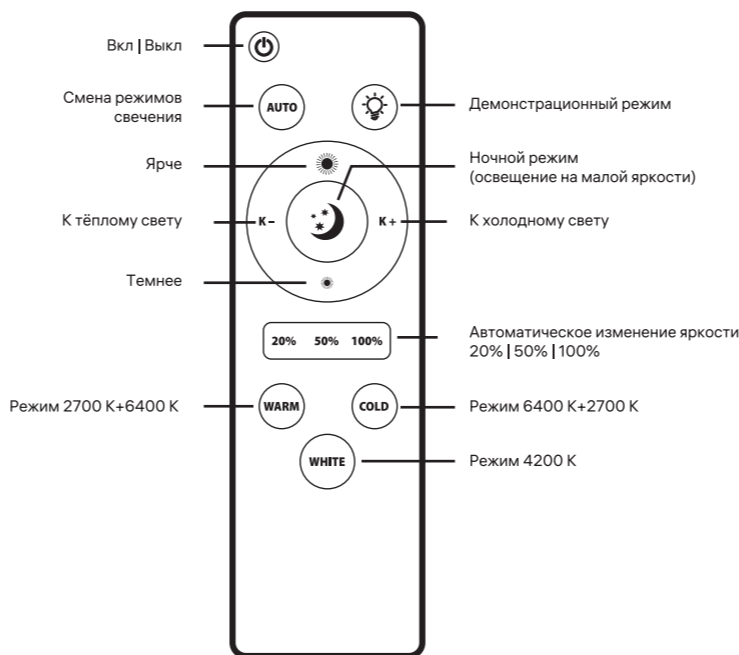 Вкл | Выкл
AUTO
Смена режимов
свечения
Демонстрационный режим
Ярче
Ночной режим
(освещение на малой яркости)
К тёплому свету
K–
K+
К холодному свету
Темнее
20% 50% 100%
Автоматическое изменение яркости
20% | 50% | 100%
Режим 2700 К+6400 К
WARM
COLD
Режим 6400 К+2700 К
WHITE
Режим 4200 К